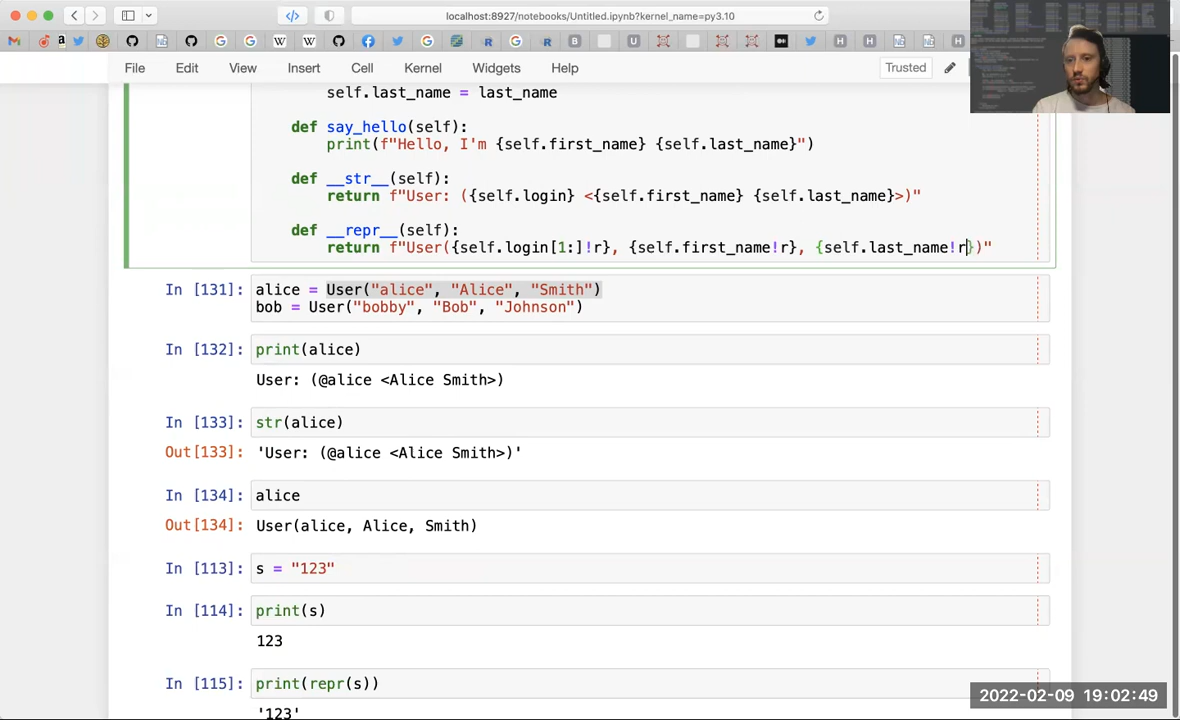 localhost:8927/notebooks/Untitled.ipynb?kernel_name=py3.10
File Edit View Insert Cell Kernel Widgets Help Trusted
self.last_name = last_name
def say_hello(self):
print(f"Hello, I'm {self.first_name} {self.last_name}")
def __str__(self):
return f"User: ({self.login} <{self.first_name} {self.last_name}>)"
def __repr__(self):
return f"User({self.login[1:]!r}, {self.first_name!r}, {self.last_name!r})"
In [131]: alice = User("alice", "Alice", "Smith")
bob = User("bobby", "Bob", "Johnson")
In [132]: print(alice)
User: (@alice <Alice Smith>)
In [133]: str(alice)
Out[133]: 'User: (@alice <Alice Smith>)'
In [134]: alice
Out[134]: User(alice, Alice, Smith)
In [113]: s = "123"
In [114]: print(s)
123
In [115]: print(repr(s))
'123'
2022-02-09 19:02:49